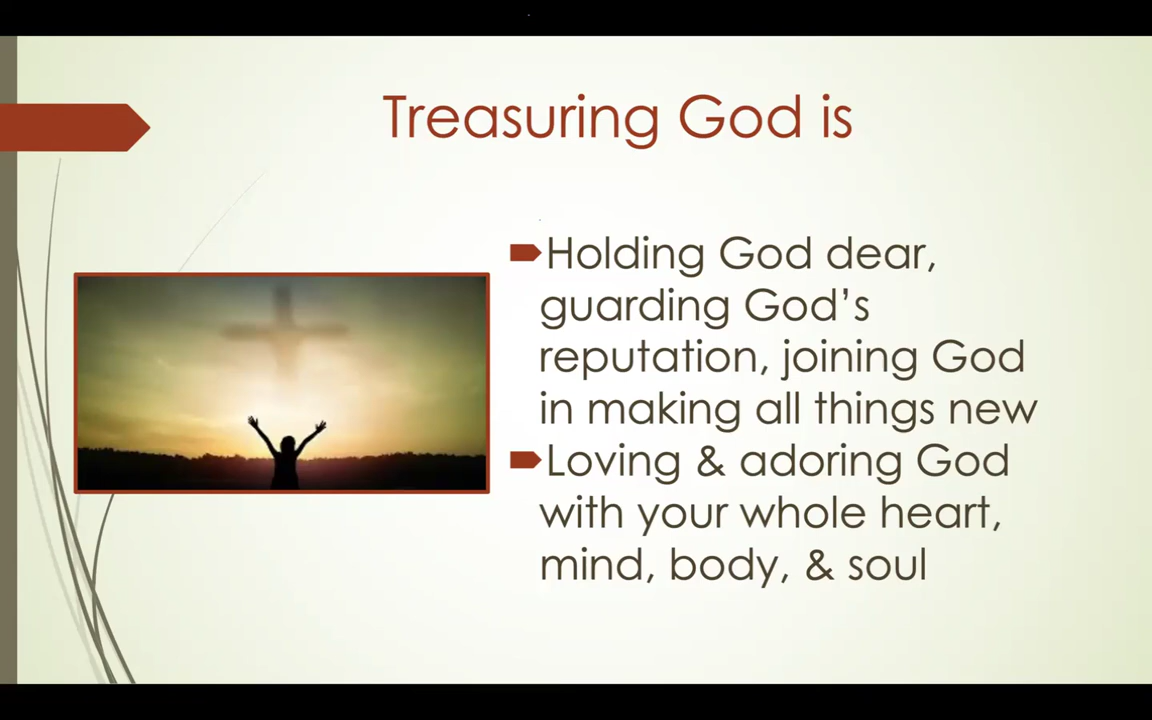 Treasuring God is
Holding God dear,
guarding God’s
reputation, joining God
in making all things new
Loving & adoring God
with your whole heart,
mind, body, & soul